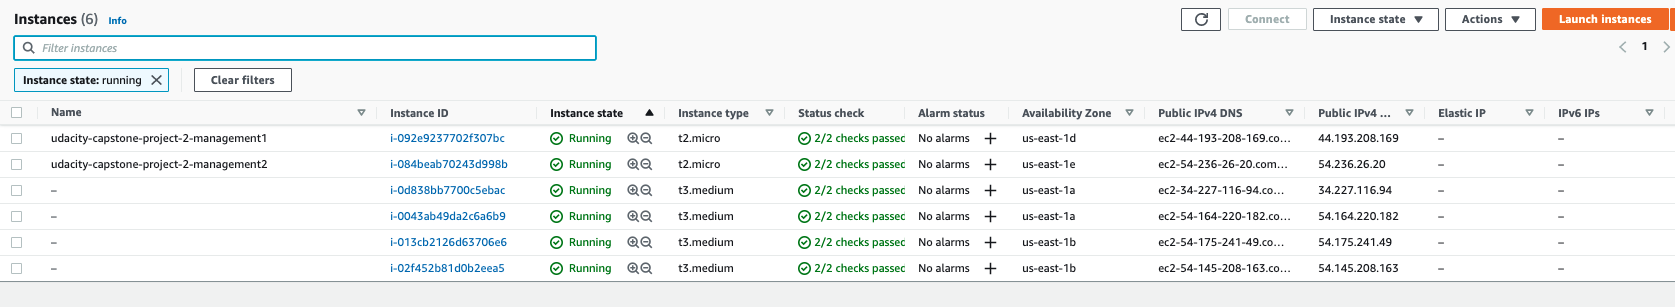 Instances (6) Info
Connect Instance state Actions Launch instances
Filter instances
1
Instance state: running Clear filters
Name Instance ID Instance state Instance type Status check Alarm status Availability Zone Public IPv4 DNS Public IPv4 ... Elastic IP IPv6 IPs
udacity-capstone-project-2-management1 i-092e9237702f307bc Running t2.micro 2/2 checks passed No alarms + us-east-1d ec2-44-193-208-169.co... 44.193.208.169 – –
udacity-capstone-project-2-management2 i-084beab70243d998b Running t2.micro 2/2 checks passed No alarms + us-east-1e ec2-54-236-26-20.com... 54.236.26.20 – –
– i-0d838bb7700c5ebac Running t3.medium 2/2 checks passed No alarms + us-east-1a ec2-34-227-116-94.co... 34.227.116.94 – –
– i-0043ab49da2c6a6b9 Running t3.medium 2/2 checks passed No alarms + us-east-1a ec2-54-164-220-182.co... 54.164.220.182 – –
– i-013cb2126d63706e6 Running t3.medium 2/2 checks passed No alarms + us-east-1b ec2-54-175-241-49.co... 54.175.241.49 – –
– i-02f452b81d0b2eea5 Running t3.medium 2/2 checks passed No alarms + us-east-1b ec2-54-145-208-163.co... 54.145.208.163 – –